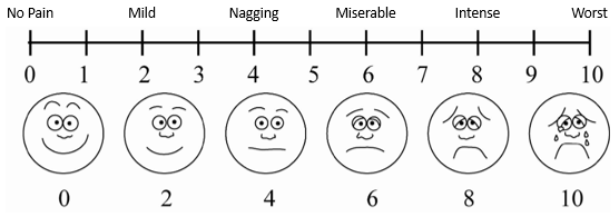 No Pain Mild Nagging Miserable Intense Worst
0 1 2 3 4 5 6 7 8 9 10
0 2 4 6 8 10